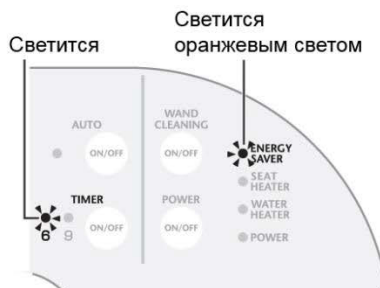 Светится
Светится
оранжевым светом
AUTO
ON/OFF
WAND
CLEANING
ON/OFF
ENERGY
SAVER
SEAT
HEATER
WATER
HEATER
POWER
TIMER
6 9
ON/OFF
POWER
ON/OFF